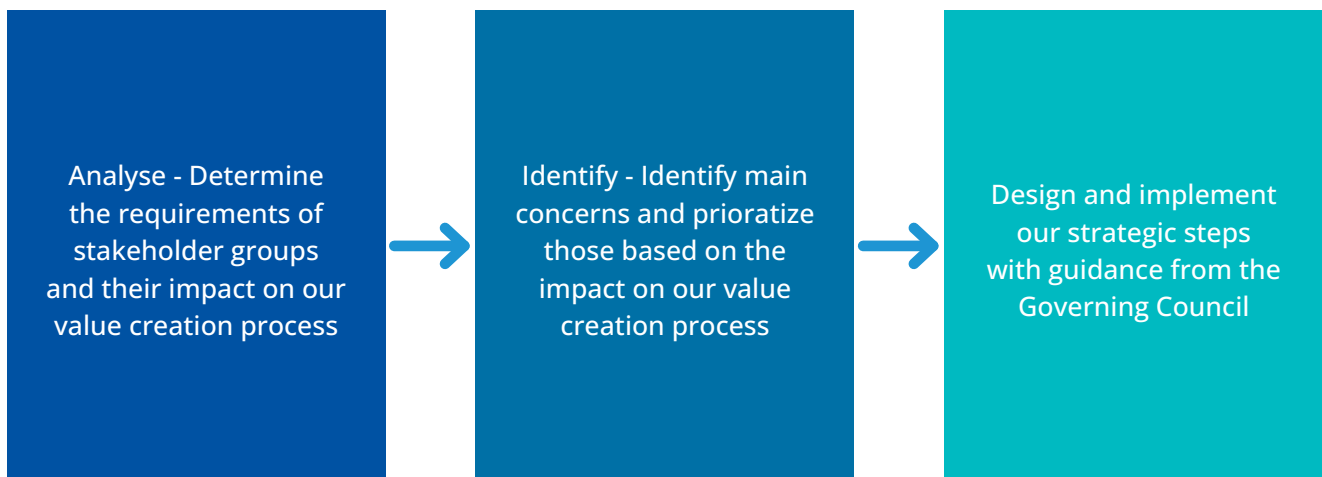 Analyse - Determine
the requirements of
stakeholder groups
and their impact on our
value creation process
Identify - Identify main
concerns and prioratize
those based on the
impact on our value
creation process
Design and implement
our strategic steps
with guidance from the
Governing Council